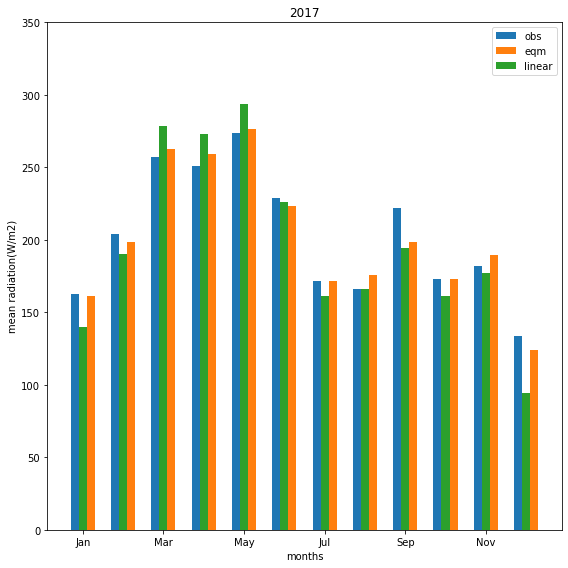 2017
350
300
250
200
150
100
50
0
mean radiation(W/m2)
obs
eqm
linear
Jan
Mar
May
Jul
Sep
Nov
months